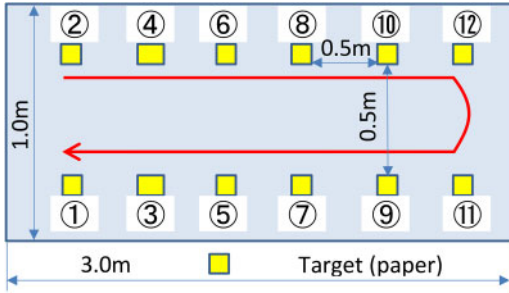 ② ④ ⑥ ⑧ ⑩ ⑫
0.5m
1.0m
0.5m
① ③ ⑤ ⑦ ⑨ ⑪
3.0m Target (paper)